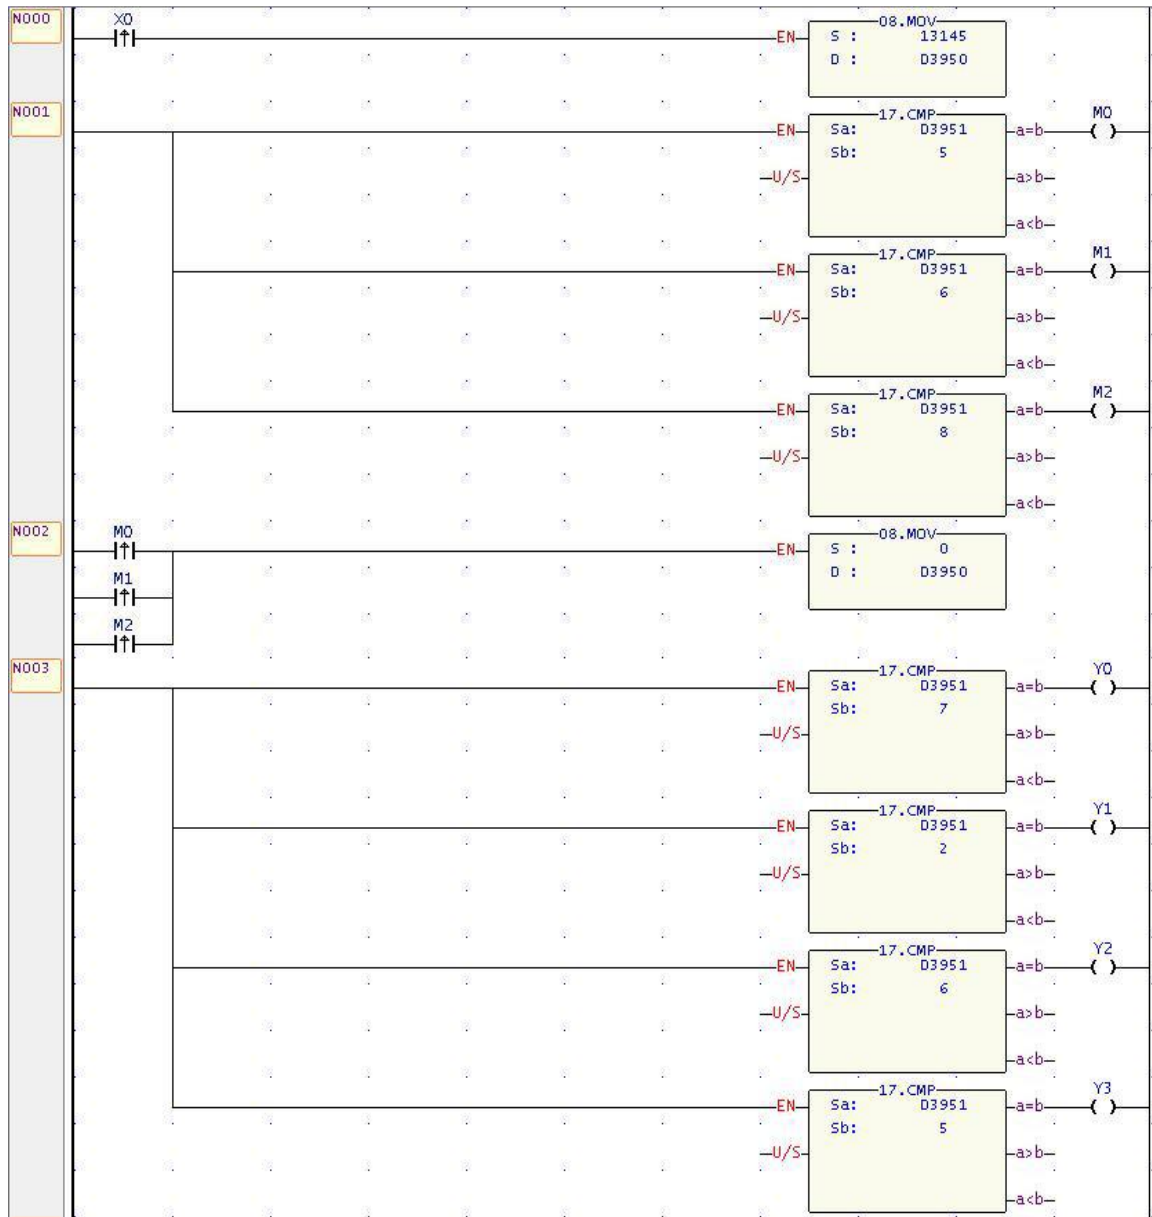 N000 X0 08.MOV
EN S : 13145
D : D3950
N001 17.CMP M0
EN Sa: D3951 a=b
Sb: 5
U/S a>b
a<b
17.CMP M1
EN Sa: D3951 a=b
Sb: 6
U/S a>b
a<b
17.CMP M2
EN Sa: D3951 a=b
Sb: 8
U/S a>b
a<b
N002 M0 08.MOV
EN S : 0
M1 D : D3950
M2
N003 17.CMP Y0
EN Sa: D3951 a=b
Sb: 7
U/S a>b
a<b
17.CMP Y1
EN Sa: D3951 a=b
Sb: 2
U/S a>b
a<b
17.CMP Y2
EN Sa: D3951 a=b
Sb: 6
U/S a>b
a<b
17.CMP Y3
EN Sa: D3951 a=b
Sb: 5
U/S a>b
a<b